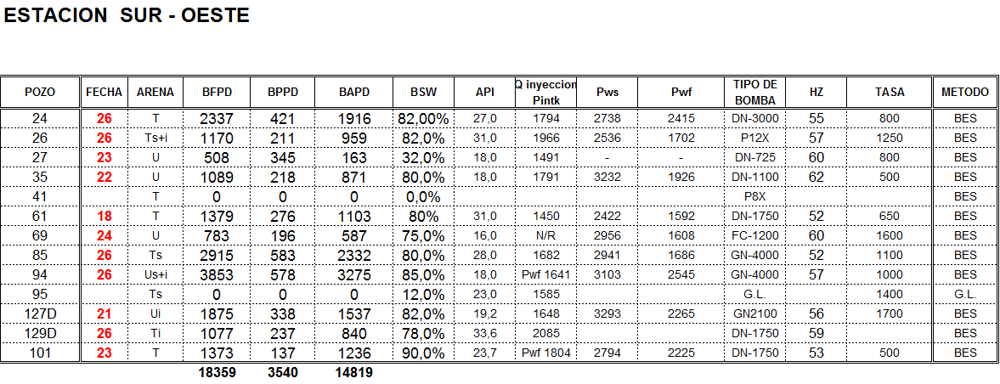 ESTACION SUR - OESTE
POZO FECHA ARENA BFPD BPPD BAPD BSW API Q inyeccion Pintk Pws Pwf TIPO DE BOMBA HZ TASA METODO
24 26 T 2337 421 1916 82,00% 27,0 1794 2738 2415 DN-3000 55 800 BES
26 26 Ts+i 1170 211 959 82,0% 31,0 1966 2536 1702 P12X 57 1250 BES
27 23 U 508 345 163 32,0% 18,0 1491 - - DN-725 60 800 BES
35 22 U 1089 218 871 80,0% 18,0 1791 3232 1926 DN-1100 62 500 BES
41 T 0 0 0 0,0% P8X BES
61 18 T 1379 276 1103 80% 31,0 1450 2422 1592 DN-1750 52 650 BES
69 24 U 783 196 587 75,0% 16,0 N/R 2956 1608 FC-1200 60 1600 BES
85 26 Ts 2915 583 2332 80,0% 28,0 1682 2941 1686 GN-4000 52 1100 BES
94 26 Us+i 3853 578 3275 85,0% 18,0 Pwf 1641 3103 2545 GN-4000 57 1000 BES
95 Ts 0 0 0 12,0% 23,0 1585 G.L. 1400 G.L.
127D 21 Ui 1875 338 1537 82,0% 19,2 1648 3293 2265 GN2100 56 1700 BES
129D 26 Ti 1077 237 840 78,0% 33,6 2085 DN-1750 59 BES
101 23 T 1373 137 1236 90,0% 23,7 Pwf 1804 2794 2225 DN-1750 53 500 BES
18359 3540 14819